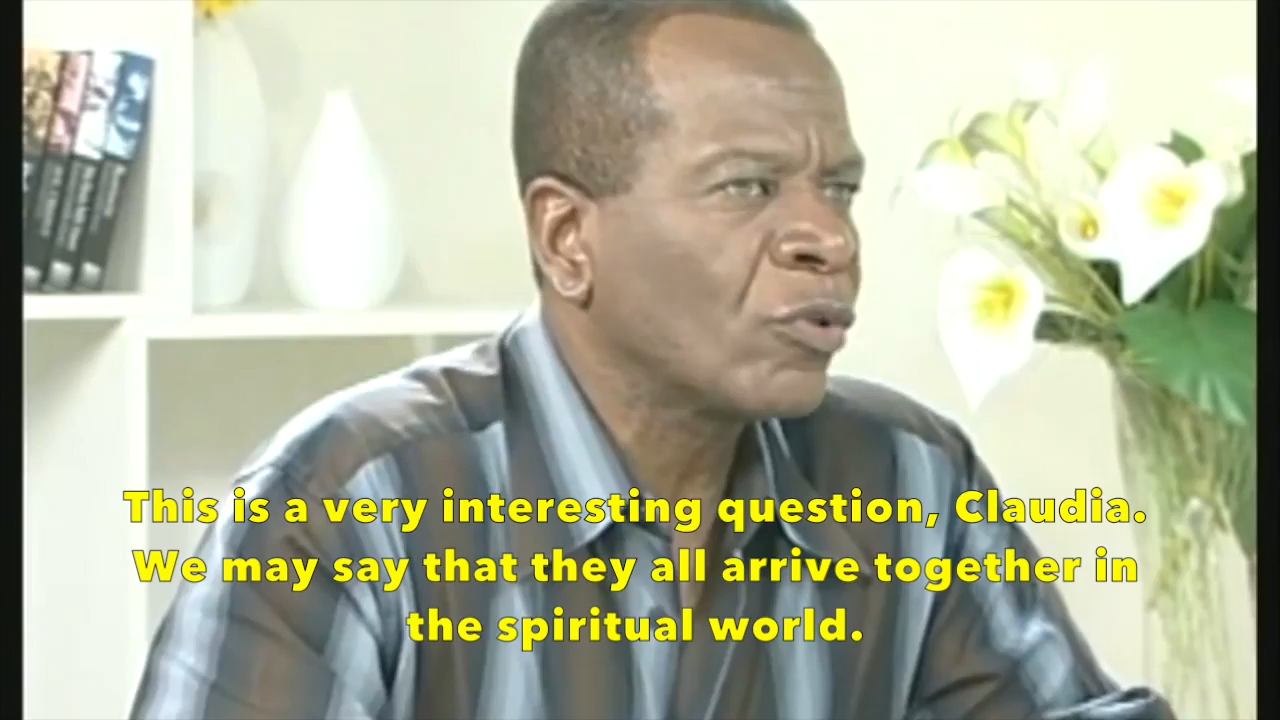 This is a very interesting question, Claudia.
We may say that they all arrive together in
the spiritual world.